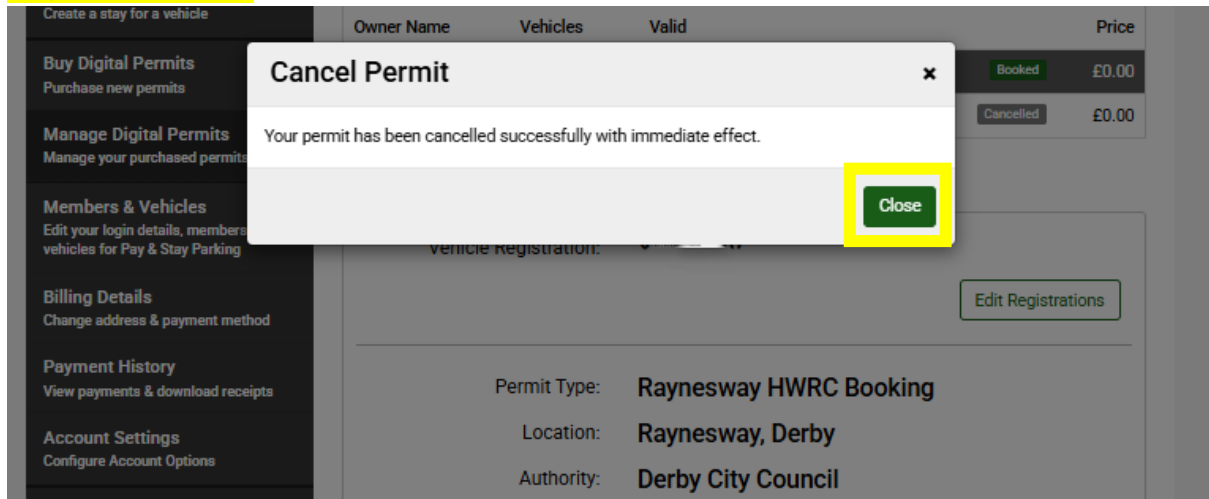 Create a stay for a vehicle
Buy Digital Permits
Purchase new permits
Manage Digital Permits
Manage your purchased permits
Members & Vehicles
Edit your login details, members
vehicles for Pay & Stay Parking
Billing Details
Change address & payment method
Payment History
View payments & download receipts
Account Settings
Configure Account Options
Owner Name Vehicles Valid Price
Booked £0.00
Cancelled £0.00
Cancel Permit ×
Your permit has been cancelled successfully with immediate effect.
Close
Vehicle Registration:
Edit Registrations
Permit Type: Raynesway HWRC Booking
Location: Raynesway, Derby
Authority: Derby City Council